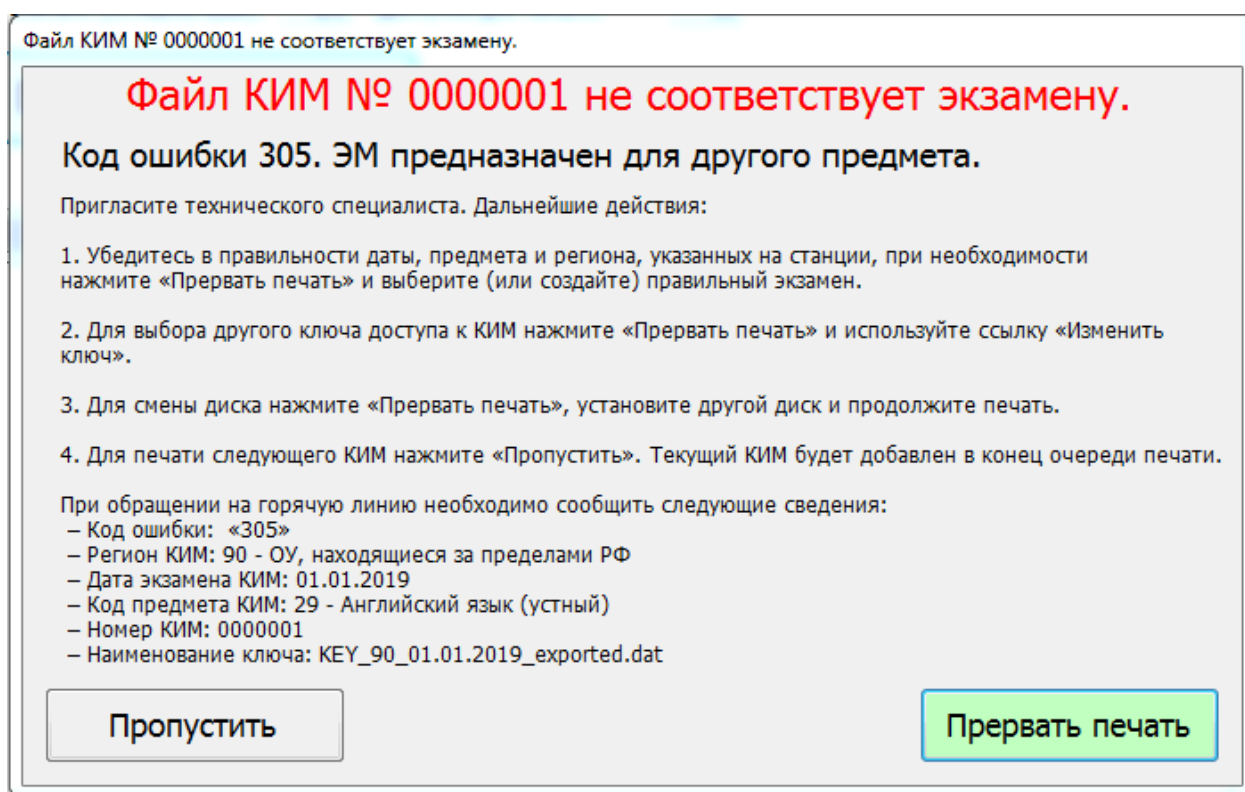 Файл КИМ № 0000001 не соответствует экзамену.
Файл КИМ № 0000001 не соответствует экзамену.
Код ошибки 305. ЭМ предназначен для другого предмета.
Пригласите технического специалиста. Дальнейшие действия:
1. Убедитесь в правильности даты, предмета и региона, указанных на станции, при необходимости
нажмите «Прервать печать» и выберите (или создайте) правильный экзамен.
2. Для выбора другого ключа доступа к КИМ нажмите «Прервать печать» и используйте ссылку «Изменить
ключ».
3. Для смены диска нажмите «Прервать печать», установите другой диск и продолжите печать.
4. Для печати следующего КИМ нажмите «Пропустить». Текущий КИМ будет добавлен в конец очереди печати.
При обращении на горячую линию необходимо сообщить следующие сведения:
– Код ошибки: «305»
– Регион КИМ: 90 - ОУ, находящиеся за пределами РФ
– Дата экзамена КИМ: 01.01.2019
– Код предмета КИМ: 29 - Английский язык (устный)
– Номер КИМ: 0000001
– Наименование ключа: KEY_90_01.01.2019_exported.dat
Пропустить
Прервать печать